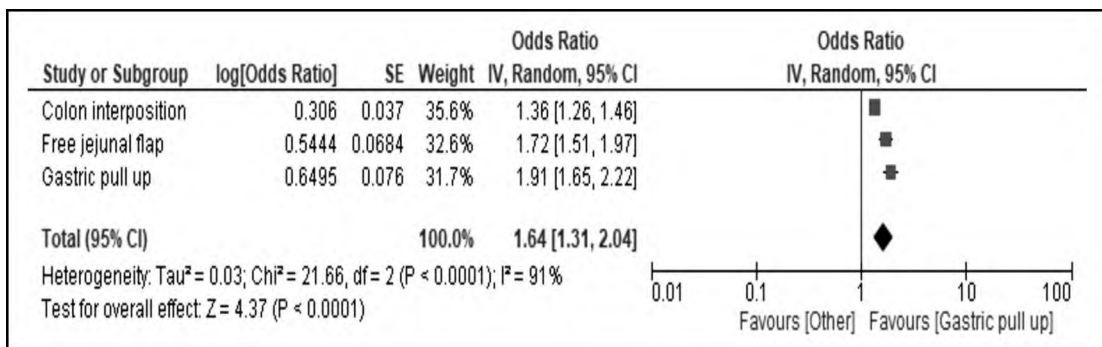 Odds Ratio Odds Ratio
Study or Subgroup log[Odds Ratio] SE Weight IV, Random, 95% CI IV, Random, 95% CI
Colon interposition 0.306 0.037 35.6% 1.36 [1.26, 1.46]
Free jejunal flap 0.5444 0.0684 32.6% 1.72 [1.51, 1.97]
Gastric pull up 0.6495 0.076 31.7% 1.91 [1.65, 2.22]
Total (95% CI) 100.0% 1.64 [1.31, 2.04]
Heterogeneity: Tau² = 0.03; Chi² = 21.66, df = 2 (P < 0.0001); I² = 91%
Test for overall effect: Z = 4.37 (P < 0.0001)
0.01 0.1 1 10 100
Favours [Other] Favours [Gastric pull up]